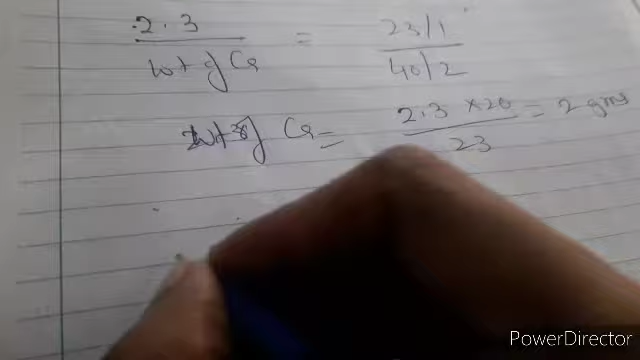 2.3 / wt of Ca = 23/1 / 40/2
wt of Ca = 2.3 × 20 / 23 = 2 gms
PowerDirector